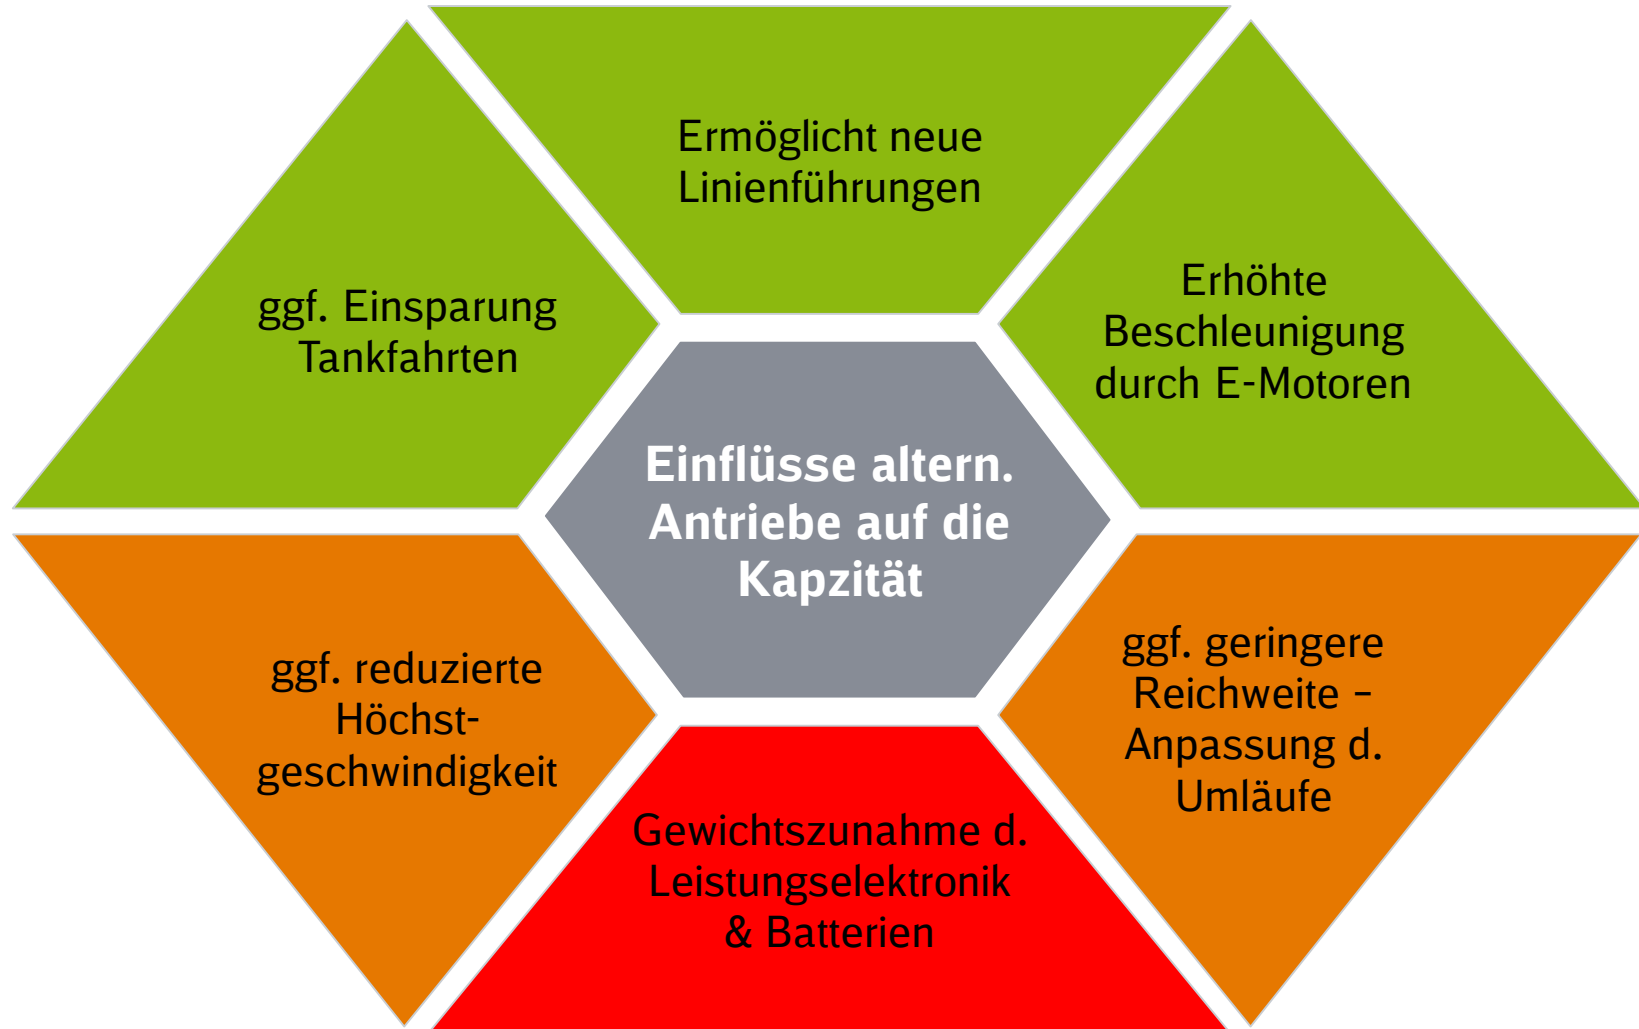 Ermöglicht neue
Linienführungen
ggf. Einsparung
Tankfahrten
Erhöhte
Beschleunigung
durch E-Motoren
Einflüsse altern.
Antriebe auf die
Kapzität
ggf. reduzierte
Höchst-
geschwindigkeit
ggf. geringere
Reichweite –
Anpassung d.
Umläufe
Gewichtszunahme d.
Leistungselektronik
& Batterien